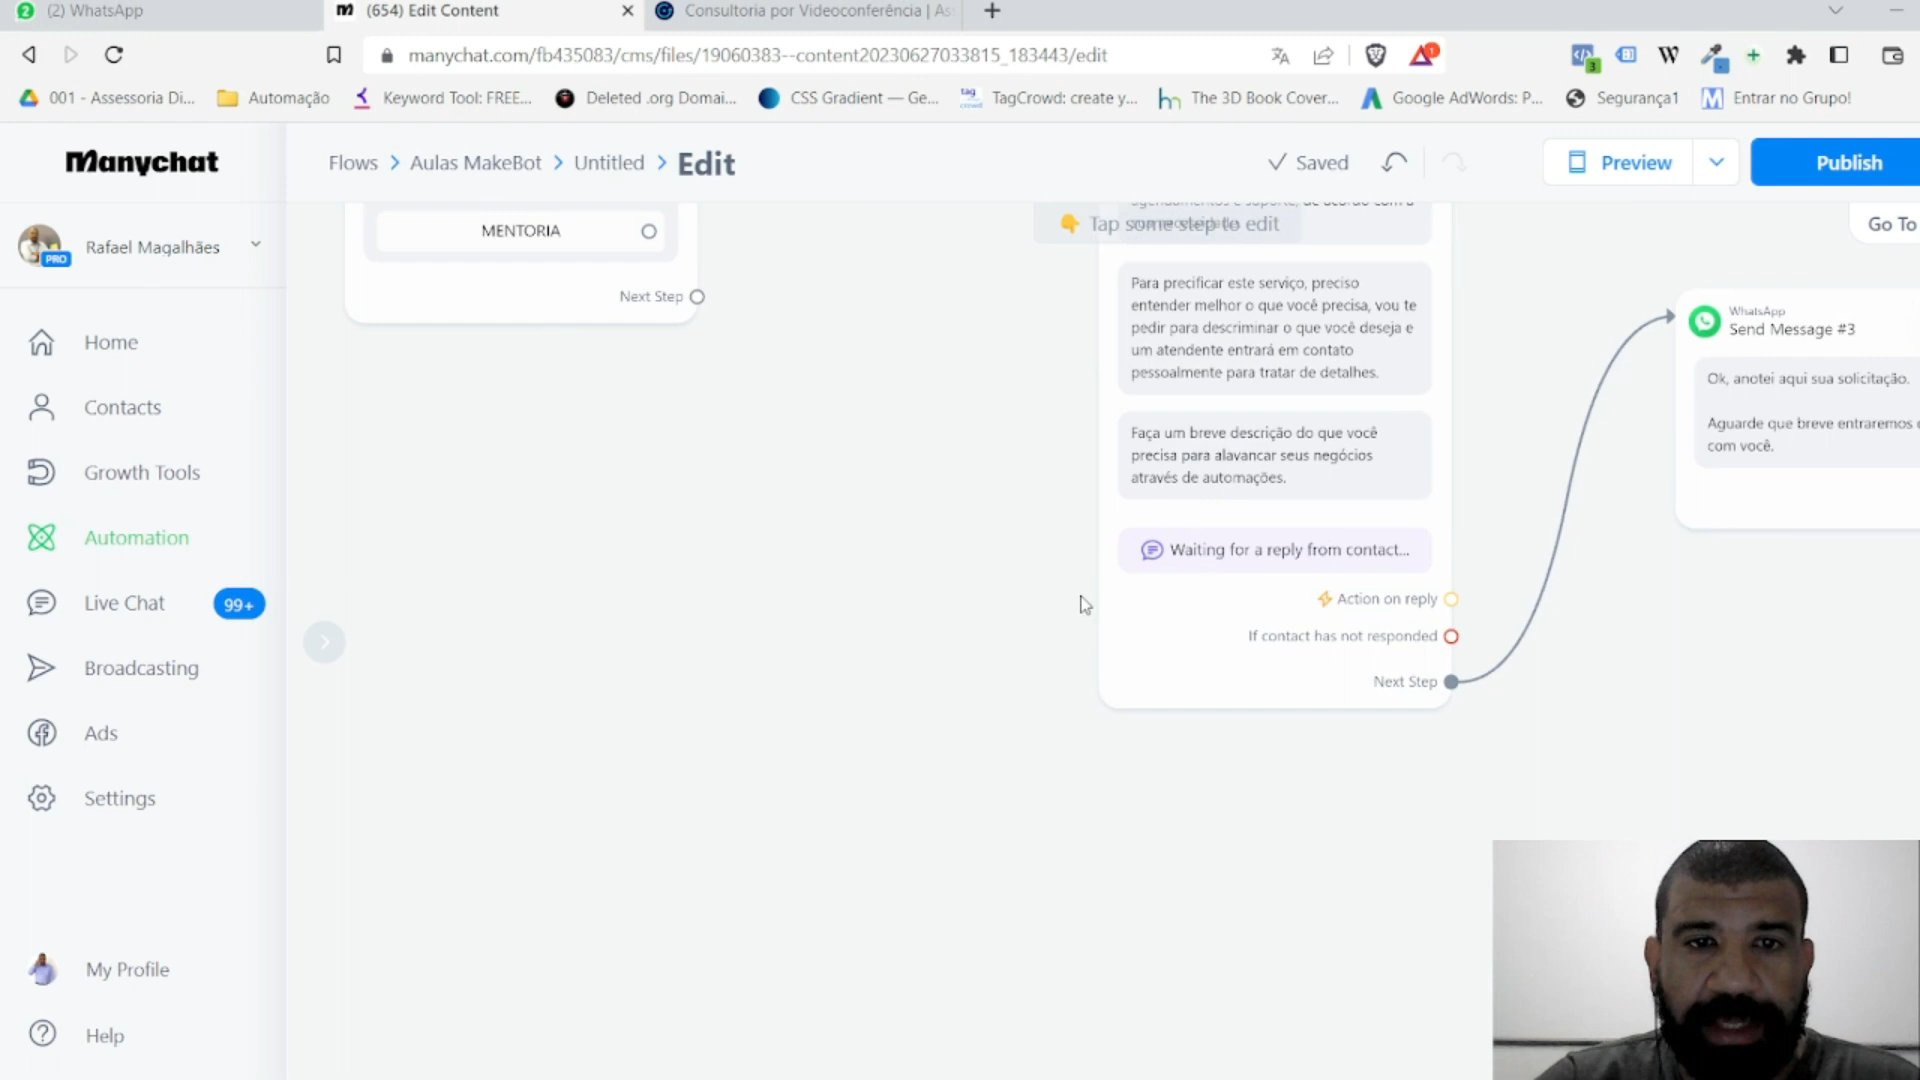 (2) WhatsApp
(654) Edit Content
Consultoria por Videoconferência | As
manychat.com/fb435083/cms/files/19060383--content20230627033815_183443/edit
001 - Assessoria Di...
Automação
Keyword Tool: FREE...
Deleted .org Domai...
CSS Gradient — Ge...
TagCrowd: create y...
The 3D Book Cover...
Google AdWords: P...
Segurança1
Entrar no Grupo!
Manychat
Flows > Aulas MakeBot > Untitled > Edit
Saved
Preview
Publish
Rafael Magalhães
PRO
Home
Contacts
Growth Tools
Automation
Live Chat
99+
Broadcasting
Ads
Settings
My Profile
Help
MENTORIA
Next Step
Tap some step to edit
Go To
Para precificar este serviço, preciso
entender melhor o que você precisa, vou te
pedir para descriminar o que você deseja e
um atendente entrará em contato
pessoalmente para tratar de detalhes.
Faça um breve descrição do que você
precisa para alavancar seus negócios
através de automações.
Waiting for a reply from contact...
Action on reply
If contact has not responded
Next Step
WhatsApp
Send Message #3
Ok, anotei aqui sua solicitação.
Aguarde que breve entraremos
com você.